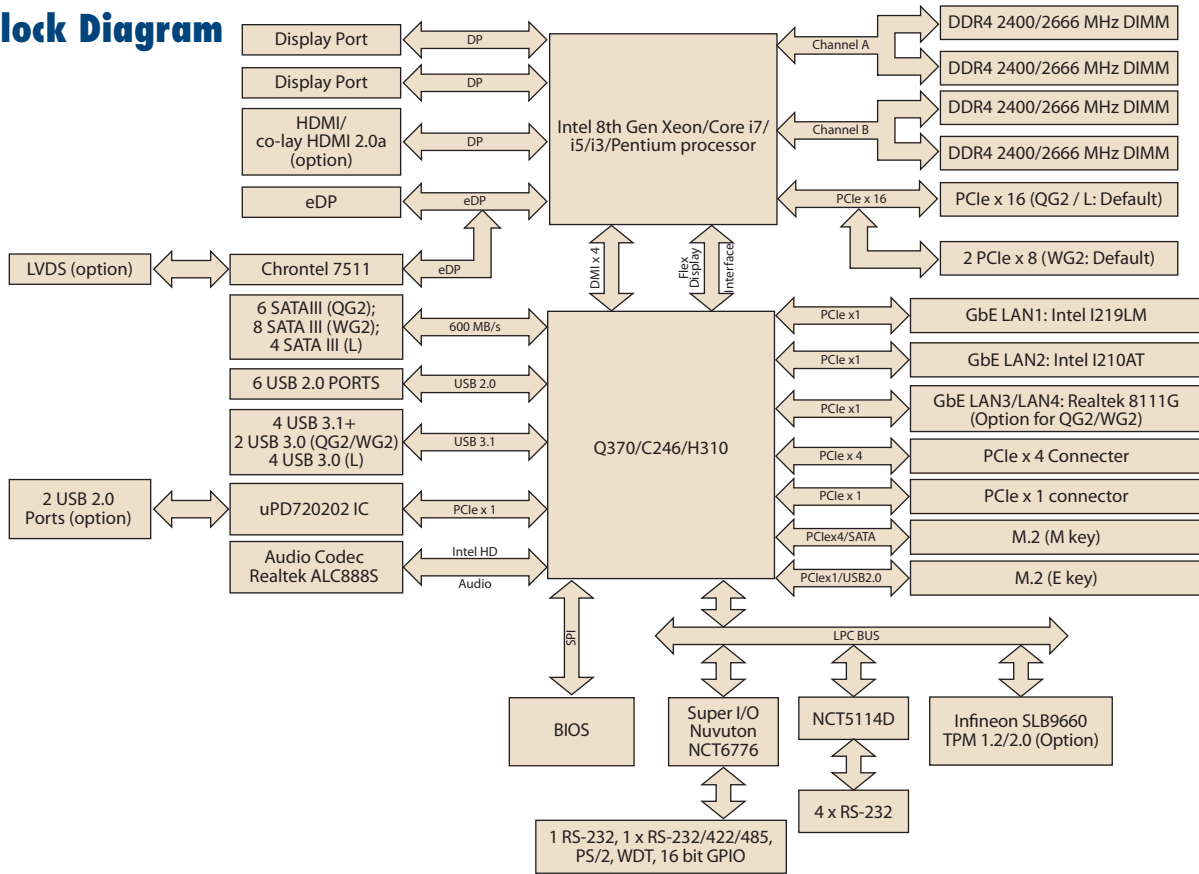 lock Diagram
Display Port
DP
Display Port
DP
HDMI/
co-lay HDMI 2.0a
(option)
DP
eDP
eDP
LVDS (option)
Chrontel 7511
eDP
Intel 8th Gen Xeon/Core i7/
i5/i3/Pentium processor
Channel A
DDR4 2400/2666 MHz DIMM
DDR4 2400/2666 MHz DIMM
Channel B
DDR4 2400/2666 MHz DIMM
DDR4 2400/2666 MHz DIMM
PCIe x 16
PCIe x 16 (QG2 / L: Default)
2 PCIe x 8 (WG2: Default)
DMI x 4
Flex
Display
Interface
6 SATAIII (QG2);
8 SATA III (WG2);
4 SATA III (L)
600 MB/s
6 USB 2.0 PORTS
USB 2.0
4 USB 3.1+
2 USB 3.0 (QG2/WG2)
4 USB 3.0 (L)
USB 3.1
2 USB 2.0
Ports (option)
uPD720202 IC
PCIe x 1
Audio Codec
Realtek ALC888S
Intel HD
Audio
Q370/C246/H310
PCIe x1
GbE LAN1: Intel I219LM
PCIe x1
GbE LAN2: Intel I210AT
PCIe x1
GbE LAN3/LAN4: Realtek 8111G
(Option for QG2/WG2)
PCIe x 4
PCIe x 4 Connecter
PCIe x 1
PCIe x 1 connector
PCIex4/SATA
M.2 (M key)
PCIex1/USB2.0
M.2 (E key)
SPI
LPC BUS
BIOS
Super I/O
Nuvuton
NCT6776
NCT5114D
Infineon SLB9660
TPM 1.2/2.0 (Option)
4 x RS-232
1 RS-232, 1 x RS-232/422/485,
PS/2, WDT, 16 bit GPIO